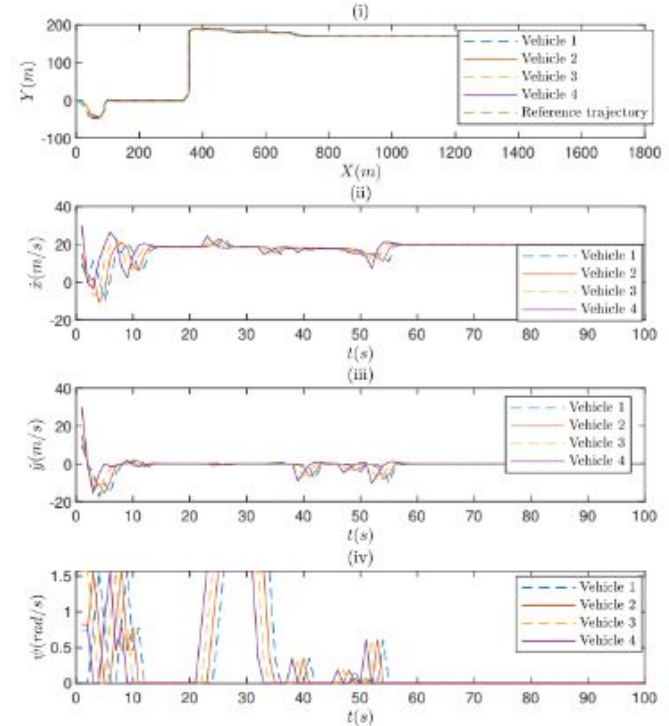 (i)
200
100
0
-100
Y(m)
Vehicle 1
Vehicle 2
Vehicle 3
Vehicle 4
Reference trajectory
0 200 400 600 800 1000 1200 1400 1600 1800
X(m)
(ii)
40
20
0
-20
ẋ(m/s)
Vehicle 1
Vehicle 2
Vehicle 3
Vehicle 4
0 10 20 30 40 50 60 70 80 90 100
t(s)
(iii)
40
20
0
-20
ẏ(m/s)
Vehicle 1
Vehicle 2
Vehicle 3
Vehicle 4
0 10 20 30 40 50 60 70 80 90 100
t(s)
(iv)
1.5
1
0.5
0
ψ(rad/s)
Vehicle 1
Vehicle 2
Vehicle 3
Vehicle 4
0 10 20 30 40 50 60 70 80 90 100
t(s)